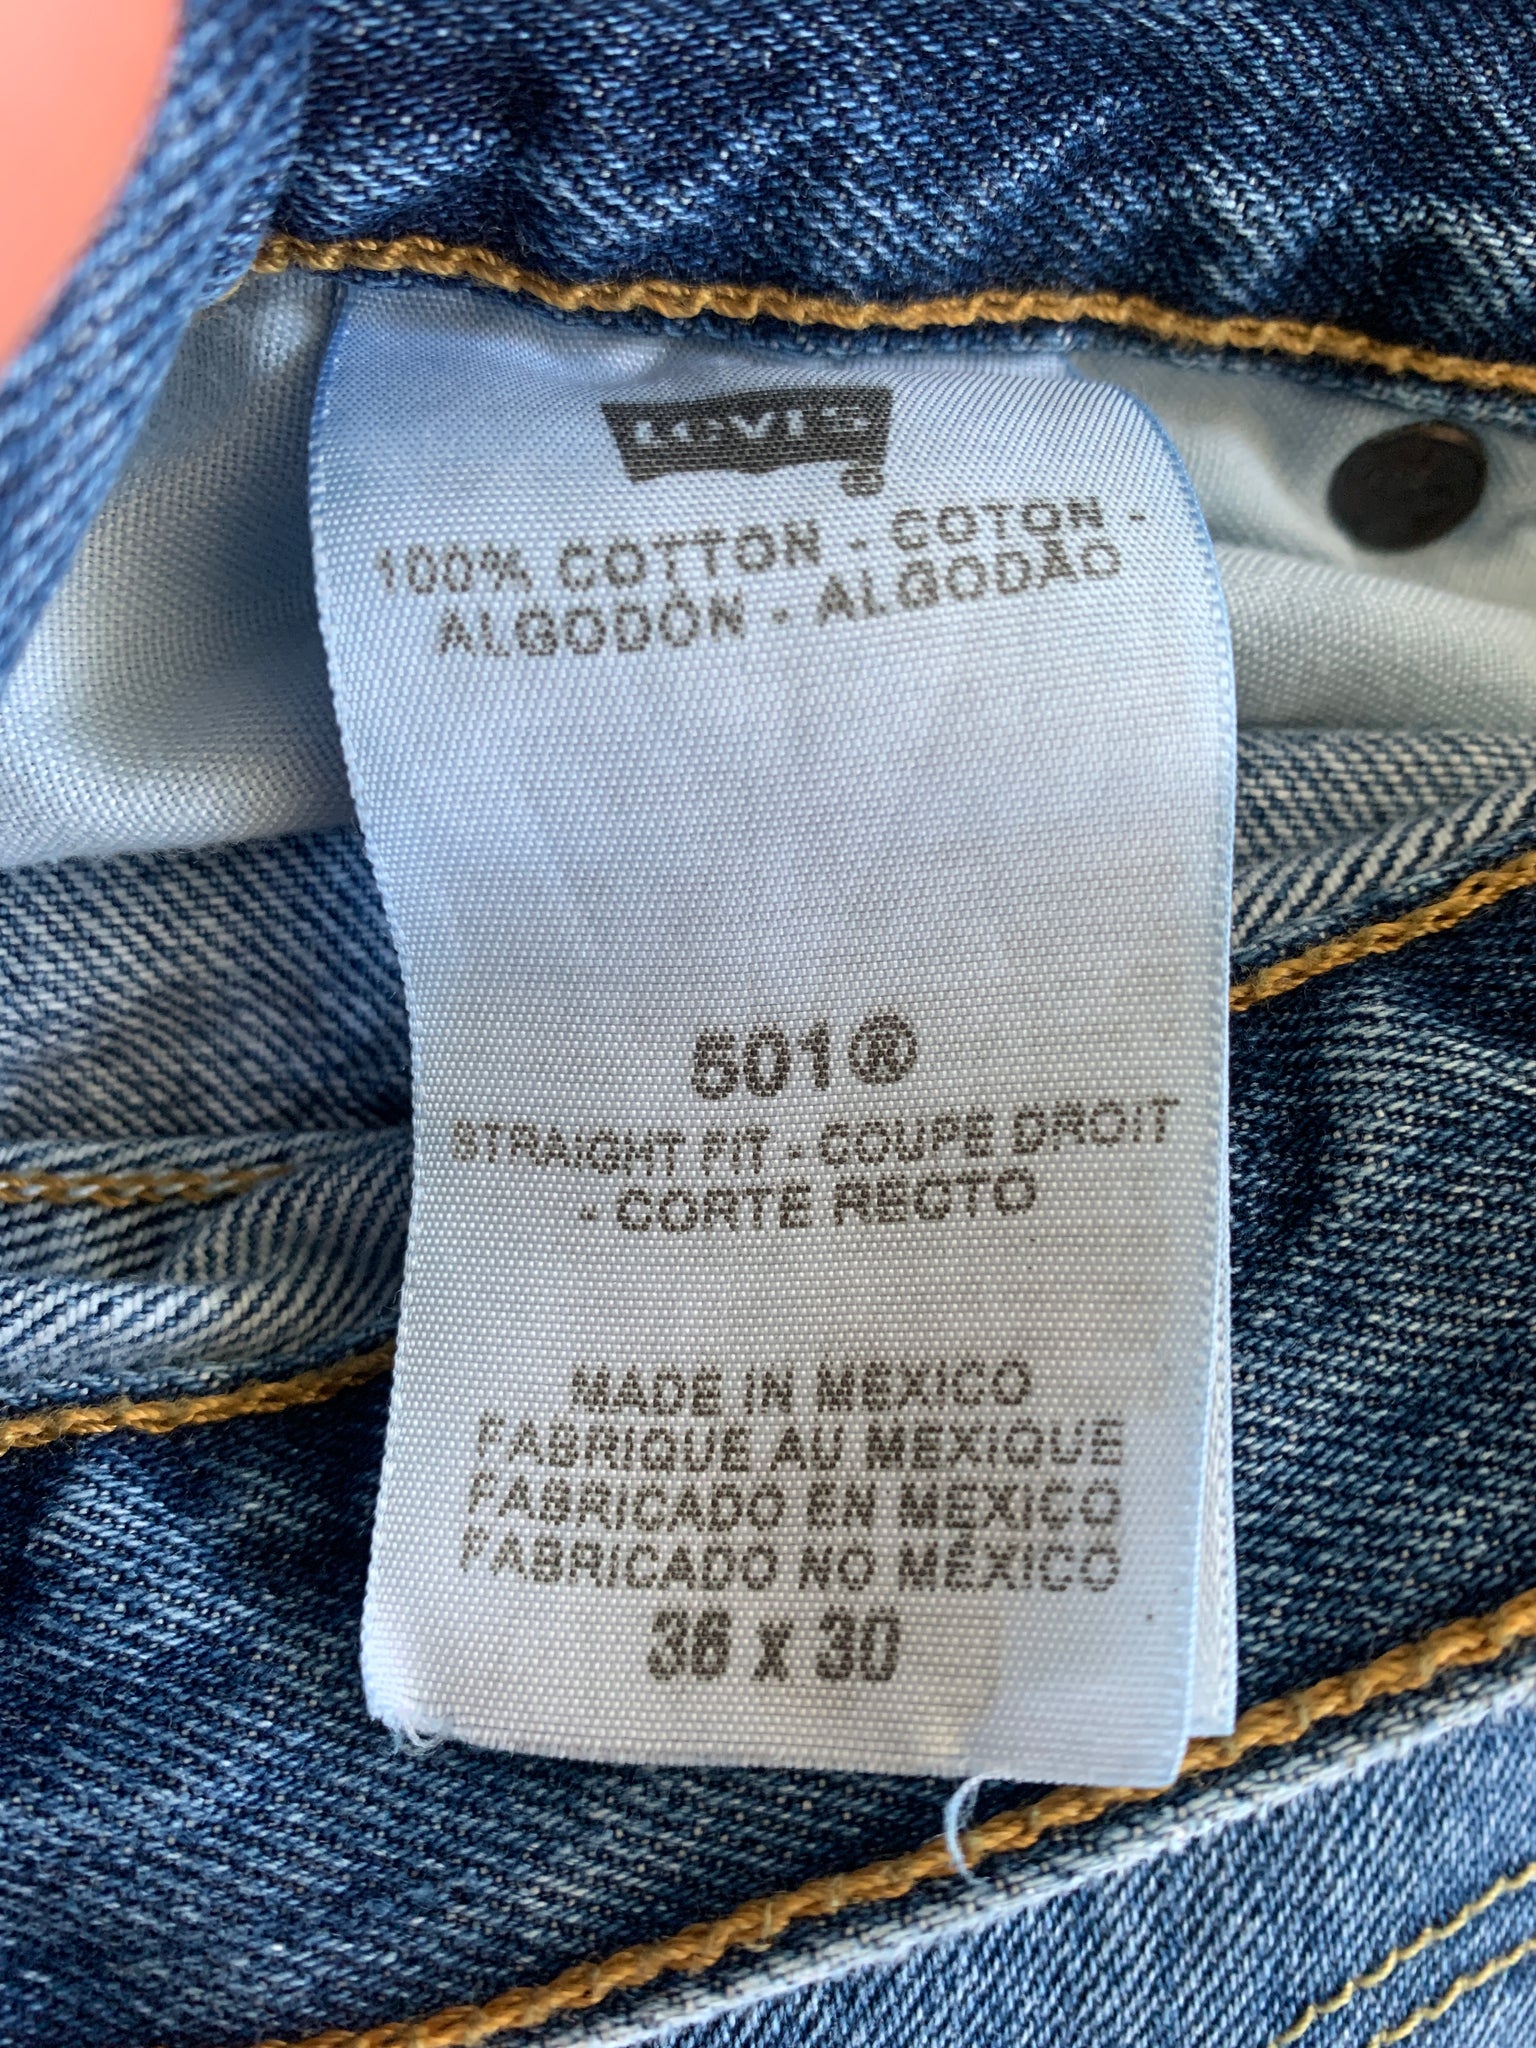 LEVI'S ®
100% COTTON - COTON -
ALGODÓN - ALGODÃO
501®
STRAIGHT FIT - COUPE DROIT
- CORTE RECTO
MADE IN MEXICO
FABRIQUE AU MEXIQUE
FABRICADO EN MEXICO
FABRICADO NO MÉXICO
36 x 30